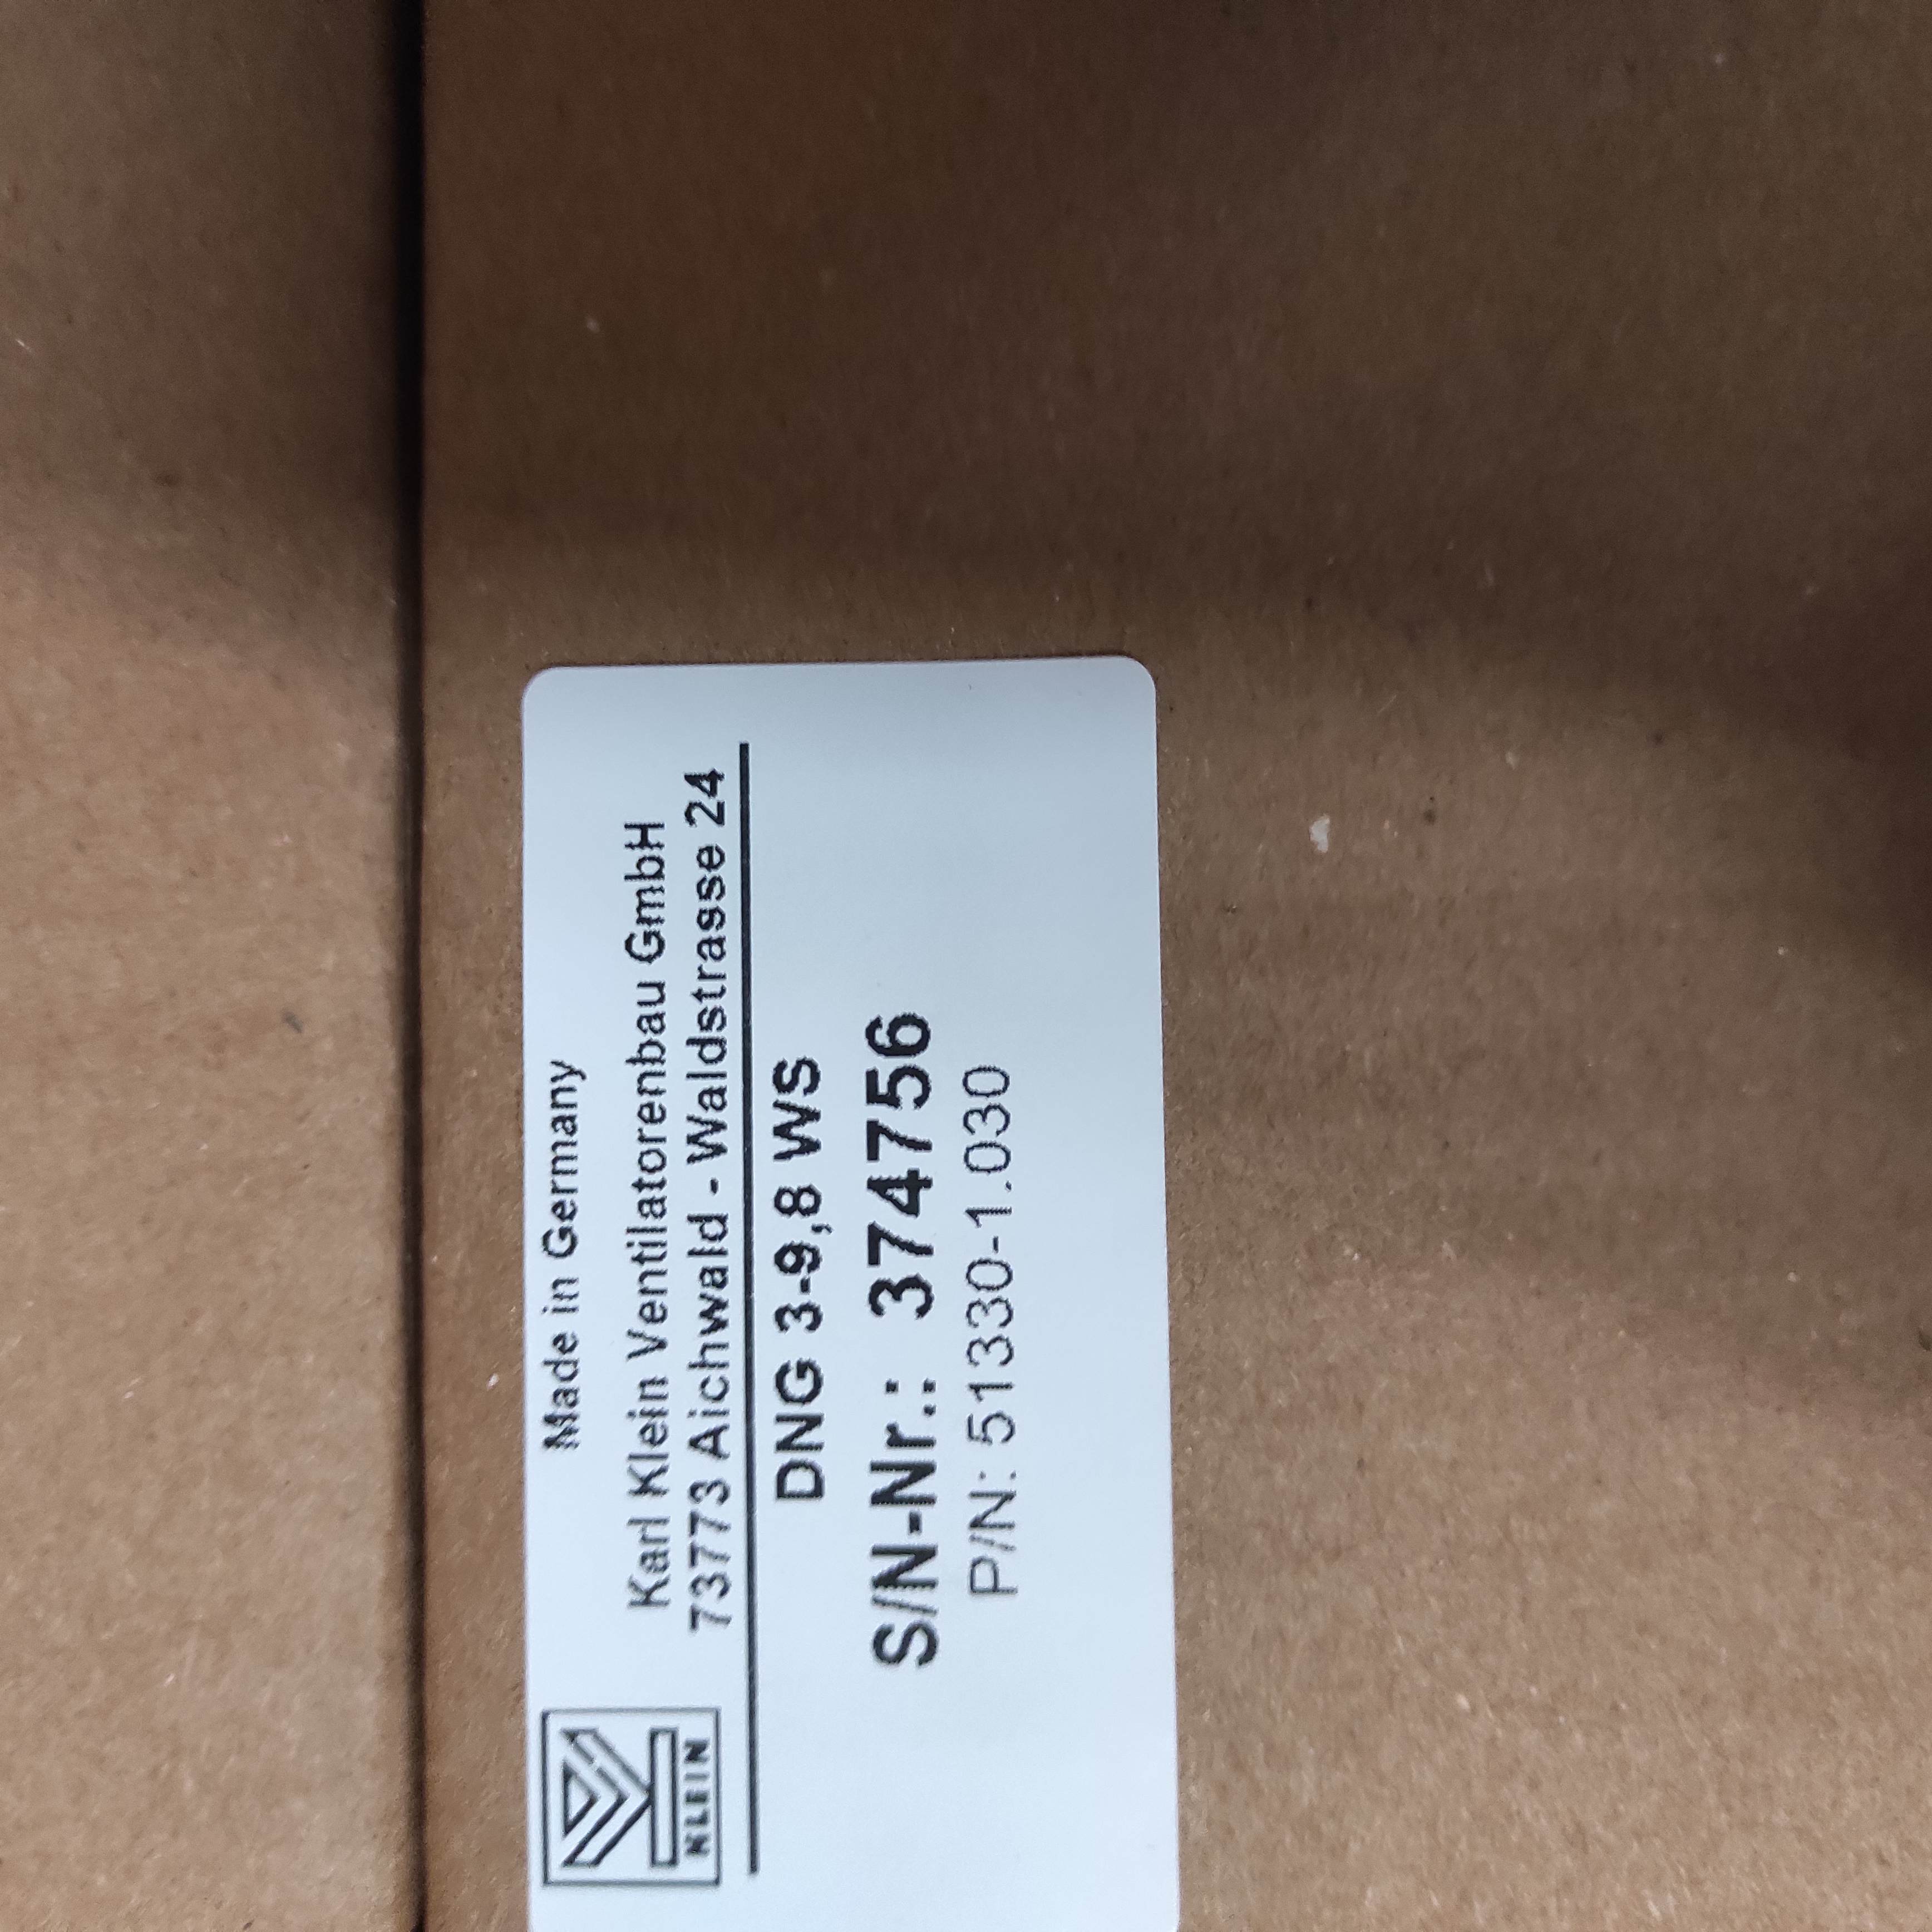 Made in Germany
Karl Klein Ventilatorenbau GmbH
73773 Aichwald - Waldstrasse 24
KLEIN
DNG 3-9,8 WS
S/N-Nr.: 374756
P/N: 51330-1.030